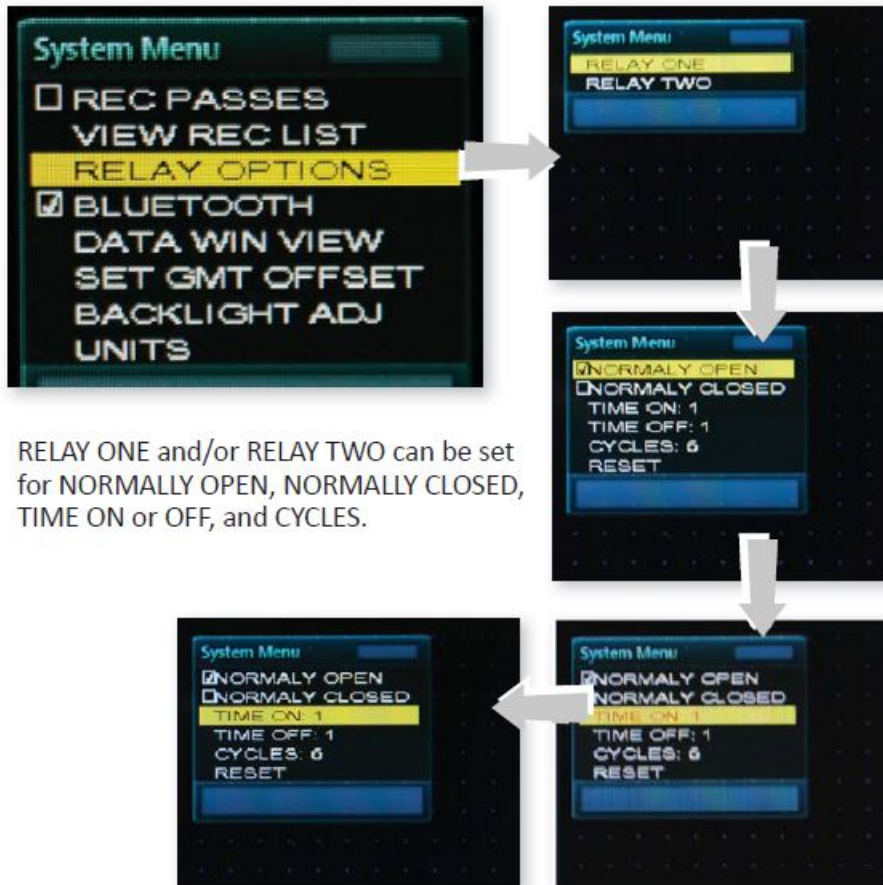 System Menu
REC PASSES
VIEW REC LIST
RELAY OPTIONS
BLUETOOTH
DATA WIN VIEW
SET GMT OFFSET
BACKLIGHT ADJ
UNITS
System Menu
RELAY ONE
RELAY TWO
System Menu
NORMALY OPEN
NORMALY CLOSED
TIME ON: 1
TIME OFF: 1
CYCLES: 6
RESET
RELAY ONE and/or RELAY TWO can be set
for NORMALLY OPEN, NORMALLY CLOSED,
TIME ON or OFF, and CYCLES.
System Menu
NORMALY OPEN
NORMALY CLOSED
TIME ON: 1
TIME OFF: 1
CYCLES: 6
RESET
System Menu
NORMALY OPEN
NORMALY CLOSED
TIME ON: 1
TIME OFF: 1
CYCLES: 6
RESET